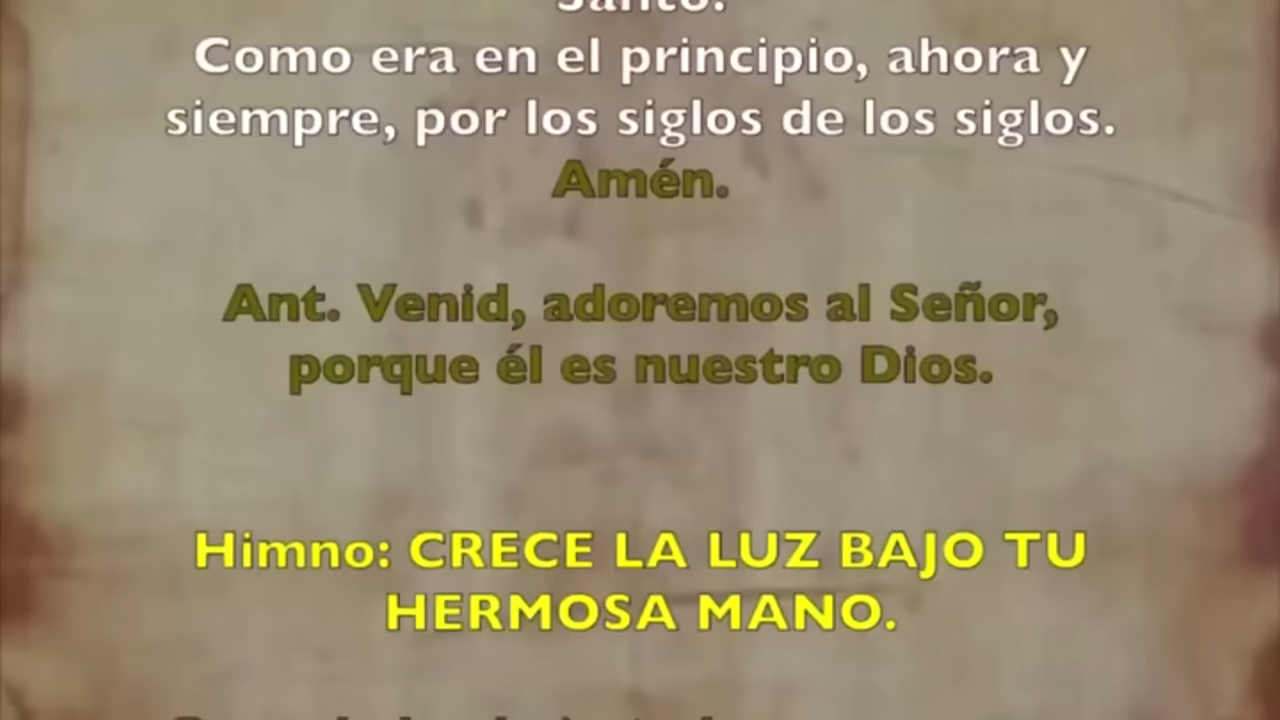 Santo.
Como era en el principio, ahora y
siempre, por los siglos de los siglos.
Amén.
Ant. Venid, adoremos al Señor,
porque él es nuestro Dios.
Himno: CRECE LA LUZ BAJO TU
HERMOSA MANO.